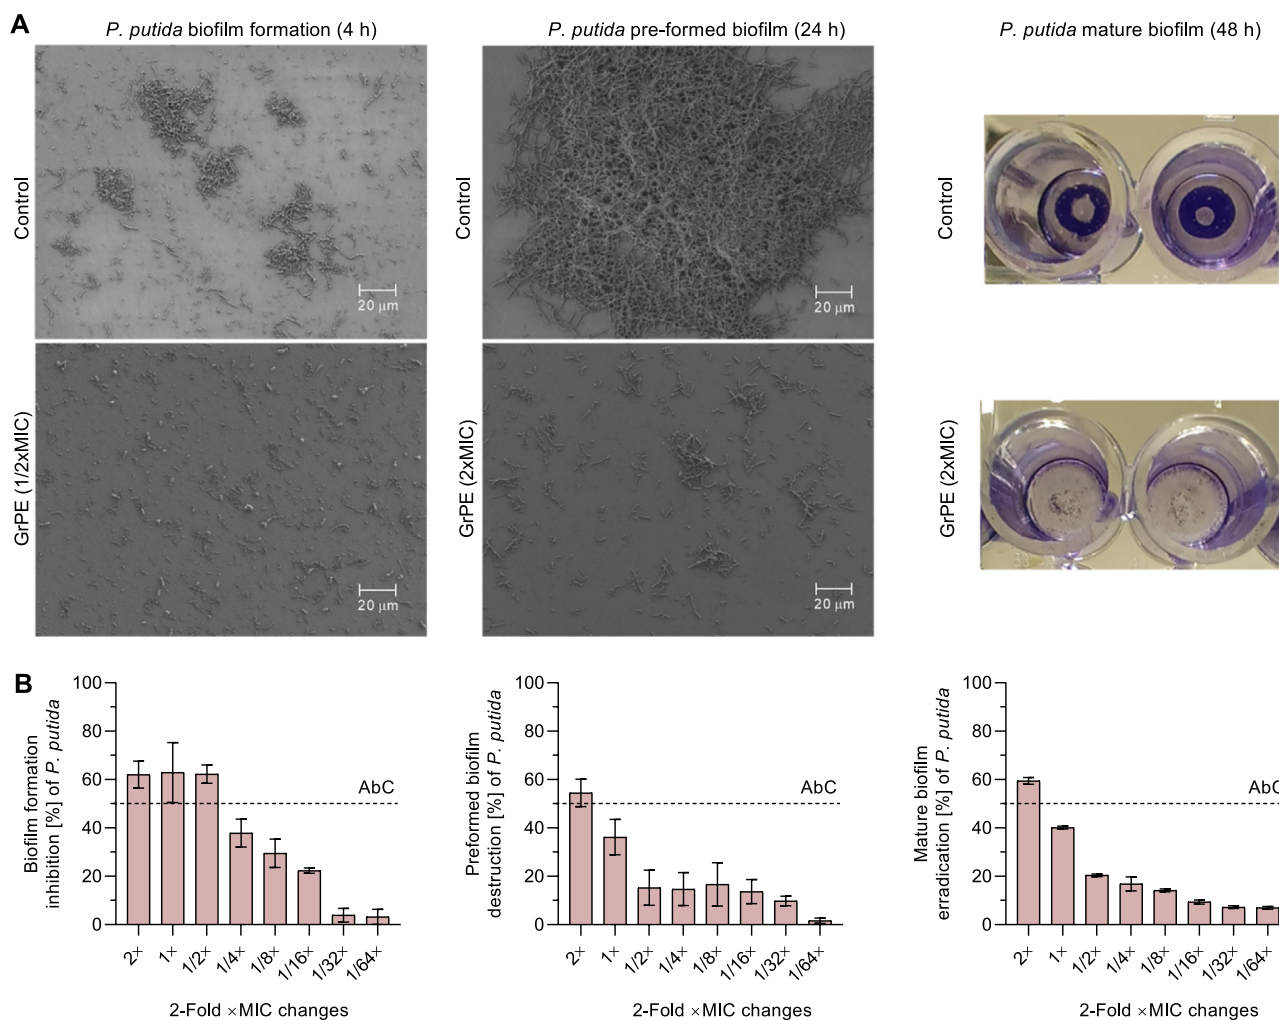 A
P. putida biofilm formation (4 h)
P. putida pre-formed biofilm (24 h)
P. putida mature biofilm (48 h)
Control
20 μm
Control
20 μm
Control
GrPE (1/2xMIC)
20 μm
GrPE (2xMIC)
20 μm
GrPE (2xMIC)
B
Biofilm formation
inhibition [%] of P. putida
100
80
60
40
20
0
AbC
2×
1×
1/2×
1/4×
1/8×
1/16×
1/32×
1/64×
2-Fold ×MIC changes
Preformed biofilm
destruction [%] of P. putida
100
80
60
40
20
0
AbC
2×
1×
1/2×
1/4×
1/8×
1/16×
1/32×
1/64×
2-Fold ×MIC changes
Mature biofilm
erradication [%] of P. putida
100
80
60
40
20
0
AbC
2×
1×
1/2×
1/4×
1/8×
1/16×
1/32×
1/64×
2-Fold ×MIC changes